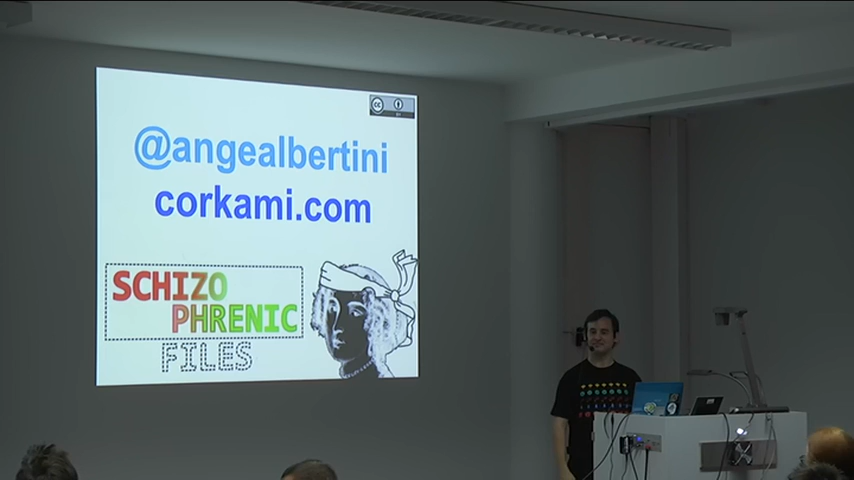 @angealbertini
corkami.com
SCHIZO
PHRENIC
FILES